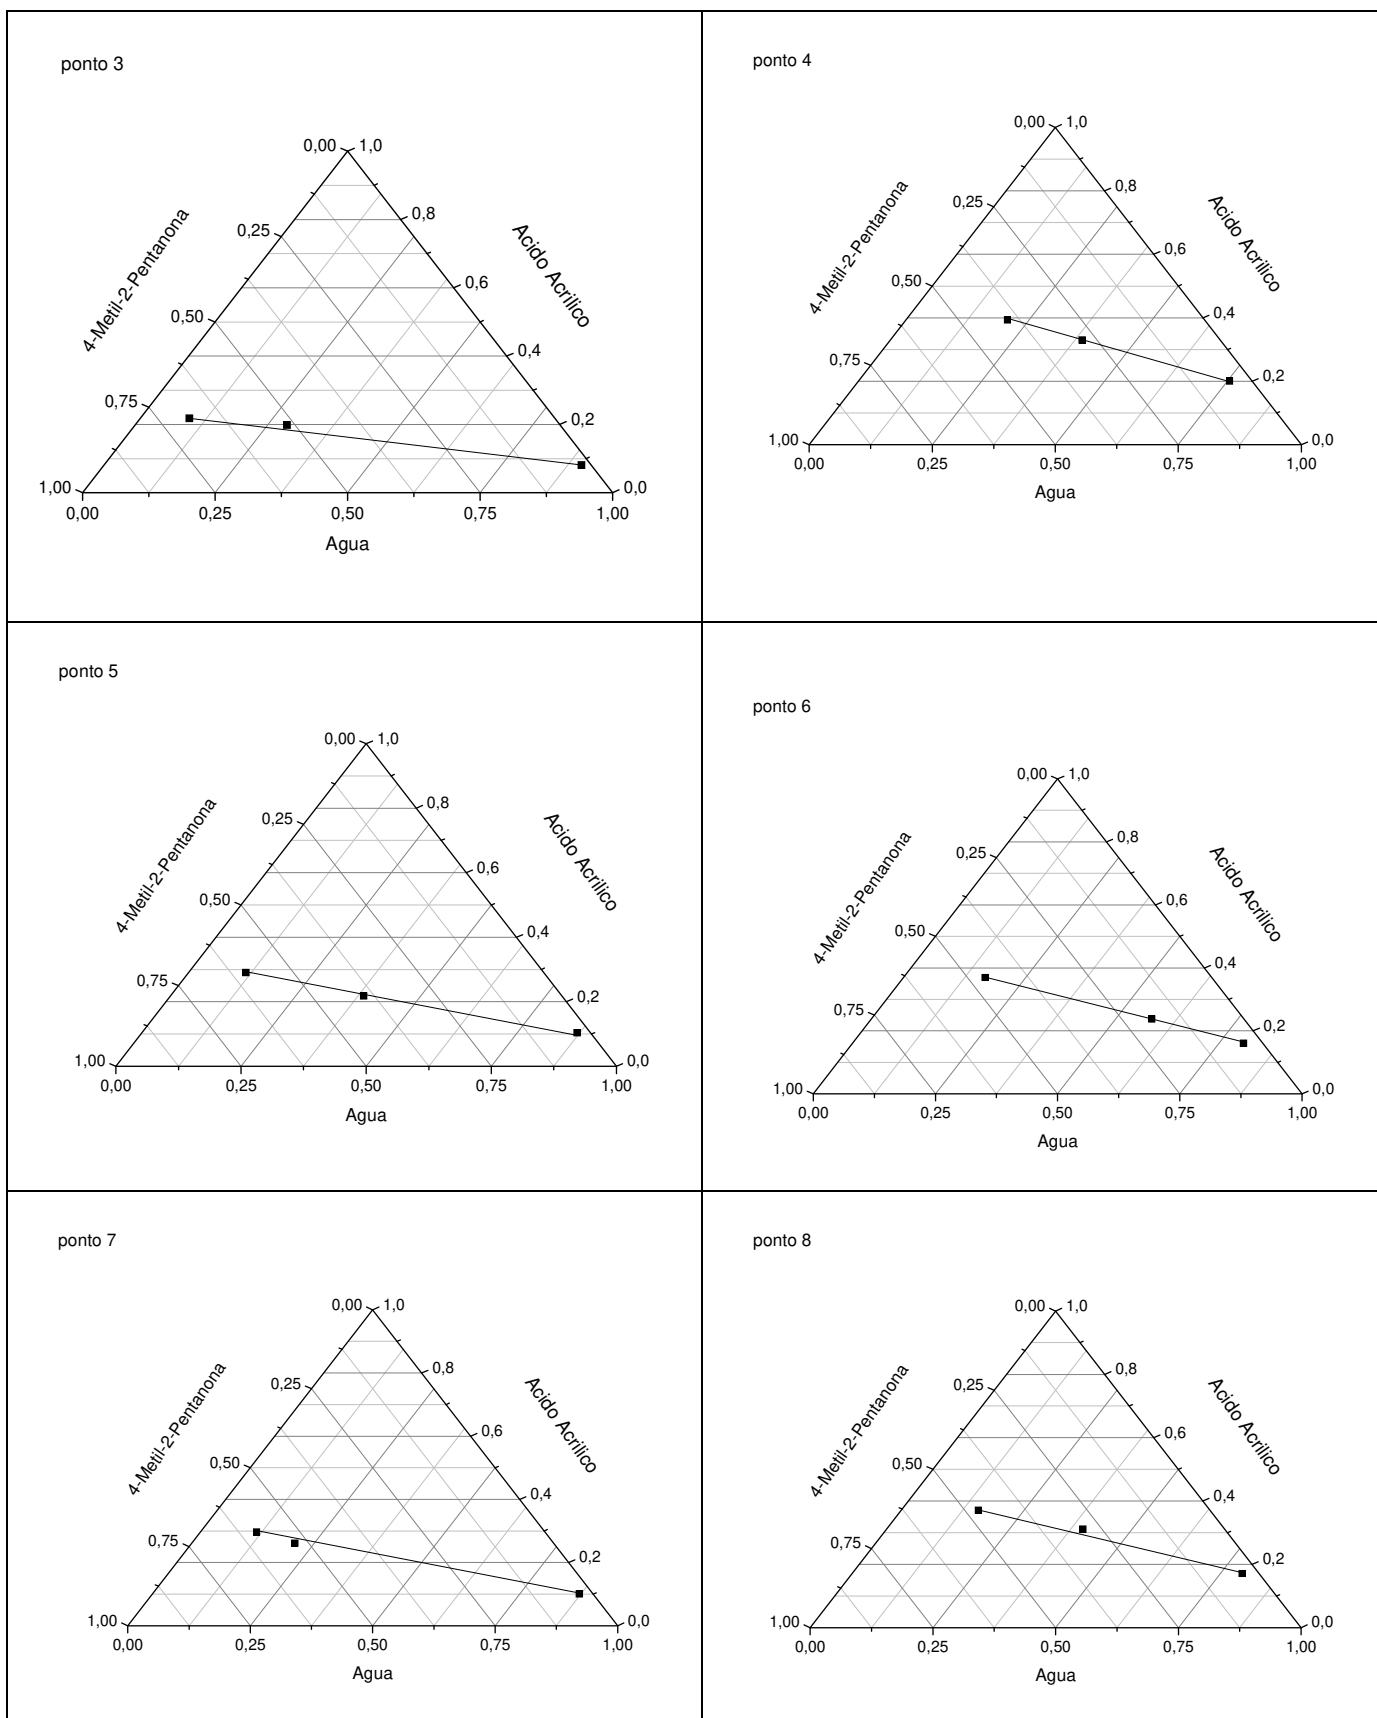 ponto 3
0,00 1,0
0,25 0,8
0,50 0,6
0,75 0,4
0,2
1,00 0,0
0,00 0,25 0,50 0,75 1,00
4-Metil-2-Pentanona
Acido Acrilico
Agua
ponto 4
0,00 1,0
0,25 0,8
0,50 0,6
0,75 0,4
0,2
1,00 0,0
0,00 0,25 0,50 0,75 1,00
4-Metil-2-Pentanona
Acido Acrilico
Agua
ponto 5
0,00 1,0
0,25 0,8
0,50 0,6
0,75 0,4
0,2
1,00 0,0
0,00 0,25 0,50 0,75 1,00
4-Metil-2-Pentanona
Acido Acrilico
Agua
ponto 6
0,00 1,0
0,25 0,8
0,50 0,6
0,75 0,4
0,2
1,00 0,0
0,00 0,25 0,50 0,75 1,00
4-Metil-2-Pentanona
Acido Acrilico
Agua
ponto 7
0,00 1,0
0,25 0,8
0,50 0,6
0,75 0,4
0,2
1,00 0,0
0,00 0,25 0,50 0,75 1,00
4-Metil-2-Pentanona
Acido Acrilico
Agua
ponto 8
0,00 1,0
0,25 0,8
0,50 0,6
0,75 0,4
0,2
1,00 0,0
0,00 0,25 0,50 0,75 1,00
4-Metil-2-Pentanona
Acido Acrilico
Agua